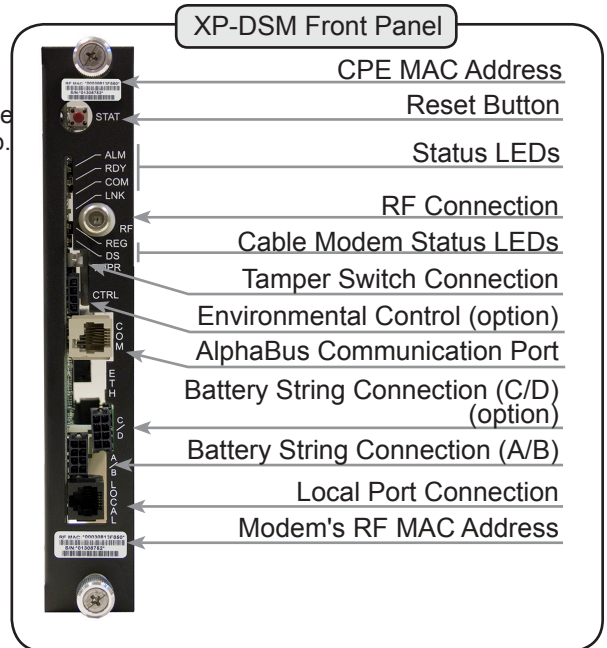 XP-DSM Front Panel
CPE MAC Address
Reset Button
Status LEDs
RF Connection
Cable Modem Status LEDs
Tamper Switch Connection
Environmental Control (option)
AlphaBus Communication Port
Battery String Connection (C/D)
(option)
Battery String Connection (A/B)
Local Port Connection
Modem's RF MAC Address
STAT
ALM
RDY
COM
LNK
RF
REG
DS
CTRL
COM
ETH
C/D
A/B
LOCAL